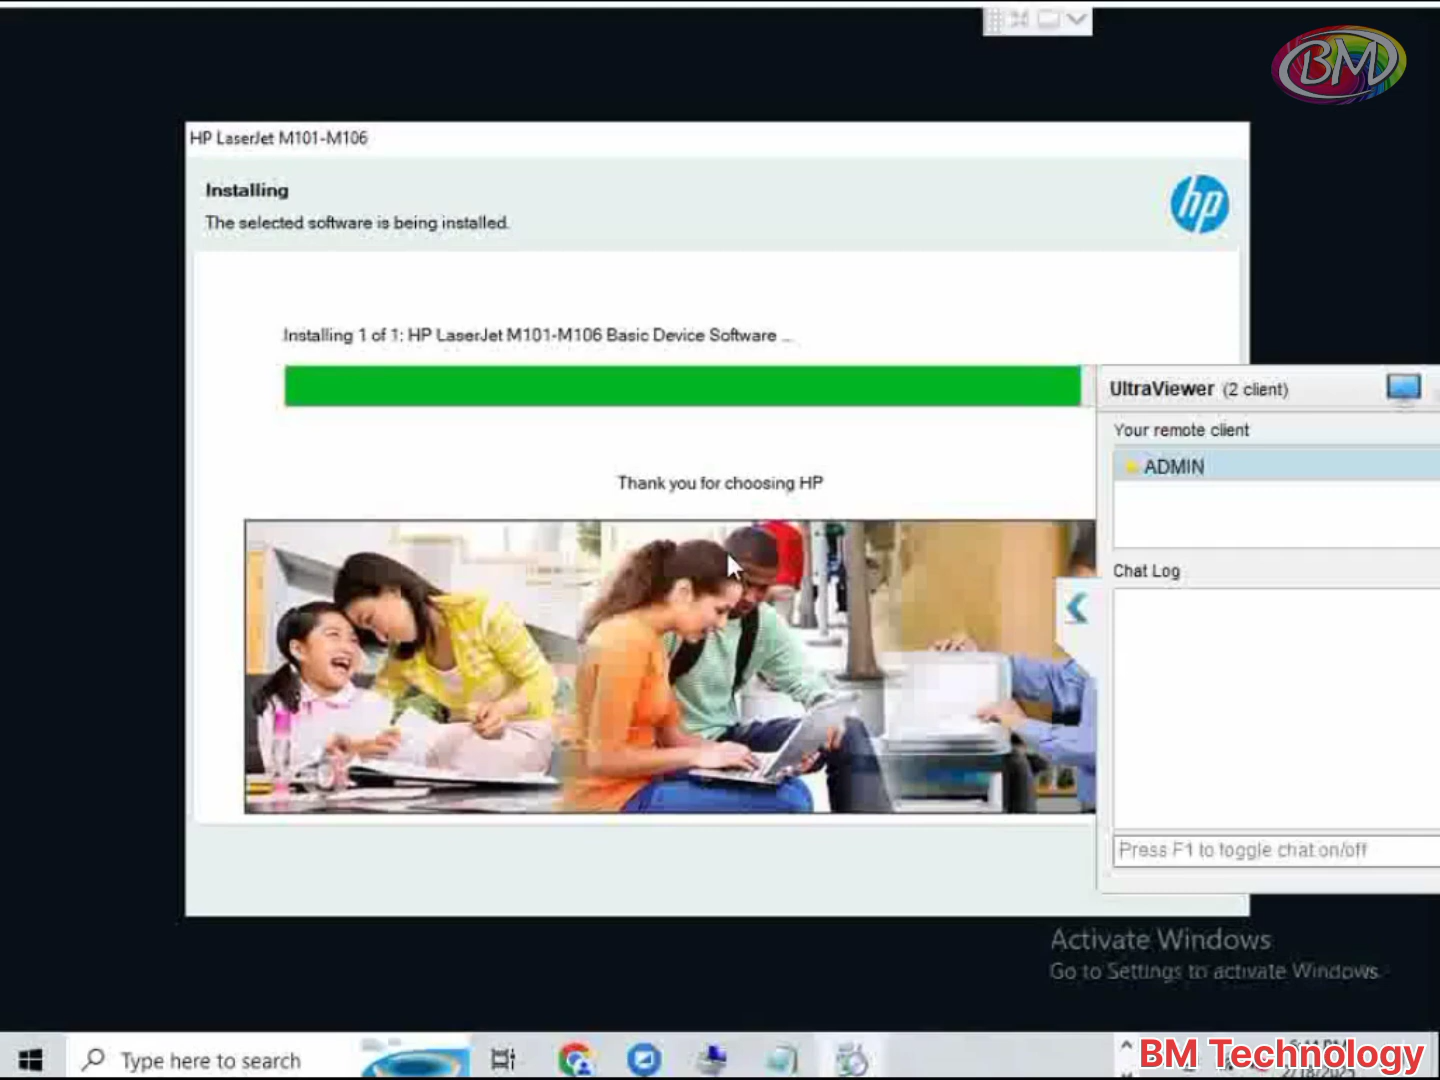 BM
HP LaserJet M101-M106
Installing
The selected software is being installed.
hp
Installing 1 of 1: HP LaserJet M101-M106 Basic Device Software ...
UltraViewer (2 client)
Your remote client
ADMIN
Thank you for choosing HP
Chat Log
Press F1 to toggle chat on/off
Activate Windows
Go to Settings to activate Windows.
Type here to search
BM Technology